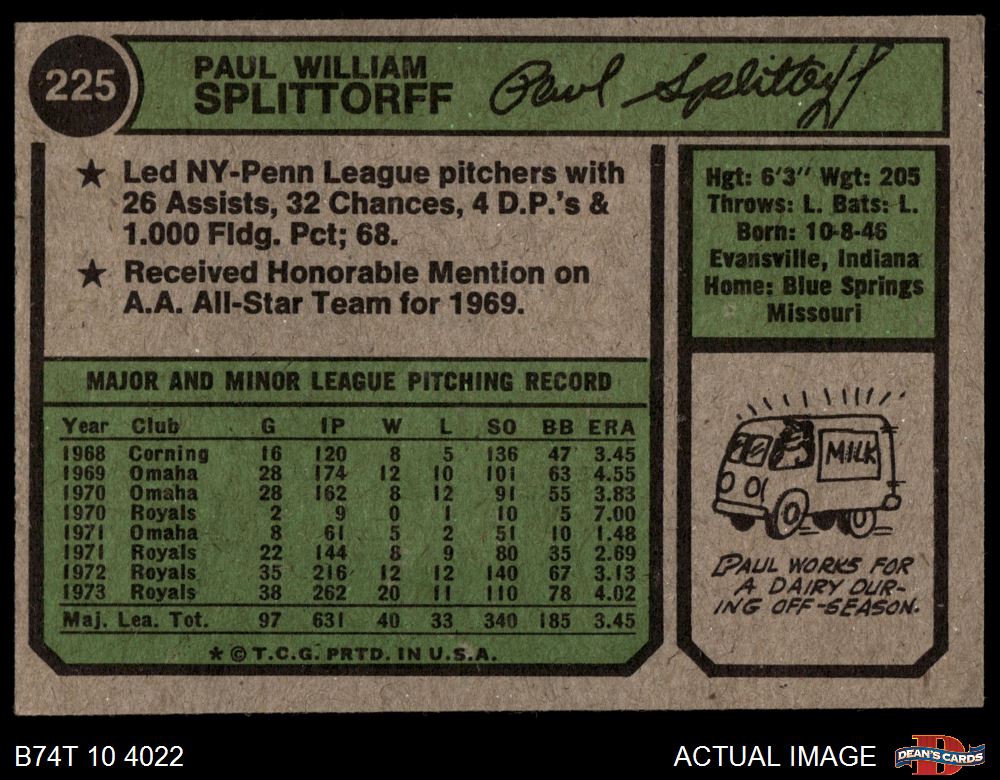 225
PAUL WILLIAM
SPLITTORFF
Paul Splittorff
★ Led NY-Penn League pitchers with
26 Assists, 32 Chances, 4 D.P.'s &
1.000 Fldg. Pct; 68.
★ Received Honorable Mention on
A.A. All-Star Team for 1969.
Hgt: 6'3" Wgt: 205
Throws: L. Bats: L.
Born: 10-8-46
Evansville, Indiana
Home: Blue Springs
Missouri
MAJOR AND MINOR LEAGUE PITCHING RECORD
Year Club G IP W L SO BB ERA
1968 Corning 16 120 8 5 136 47 3.45
1969 Omaha 28 174 12 10 101 63 4.55
1970 Omaha 28 162 8 12 91 55 3.83
1970 Royals 2 9 0 1 10 5 7.00
1971 Omaha 8 61 5 2 51 10 1.48
1971 Royals 22 144 8 9 80 35 2.69
1972 Royals 35 216 12 12 140 67 3.13
1973 Royals 38 262 20 11 110 78 4.02
Maj. Lea. Tot. 97 631 40 33 340 185 3.45
* © T.C.G. PRTD. IN U.S.A.
MILK
PAUL WORKS FOR
A DAIRY DUR-
ING OFF-SEASON.
B74T 10 4022
ACTUAL IMAGE
DEAN'S CARDS